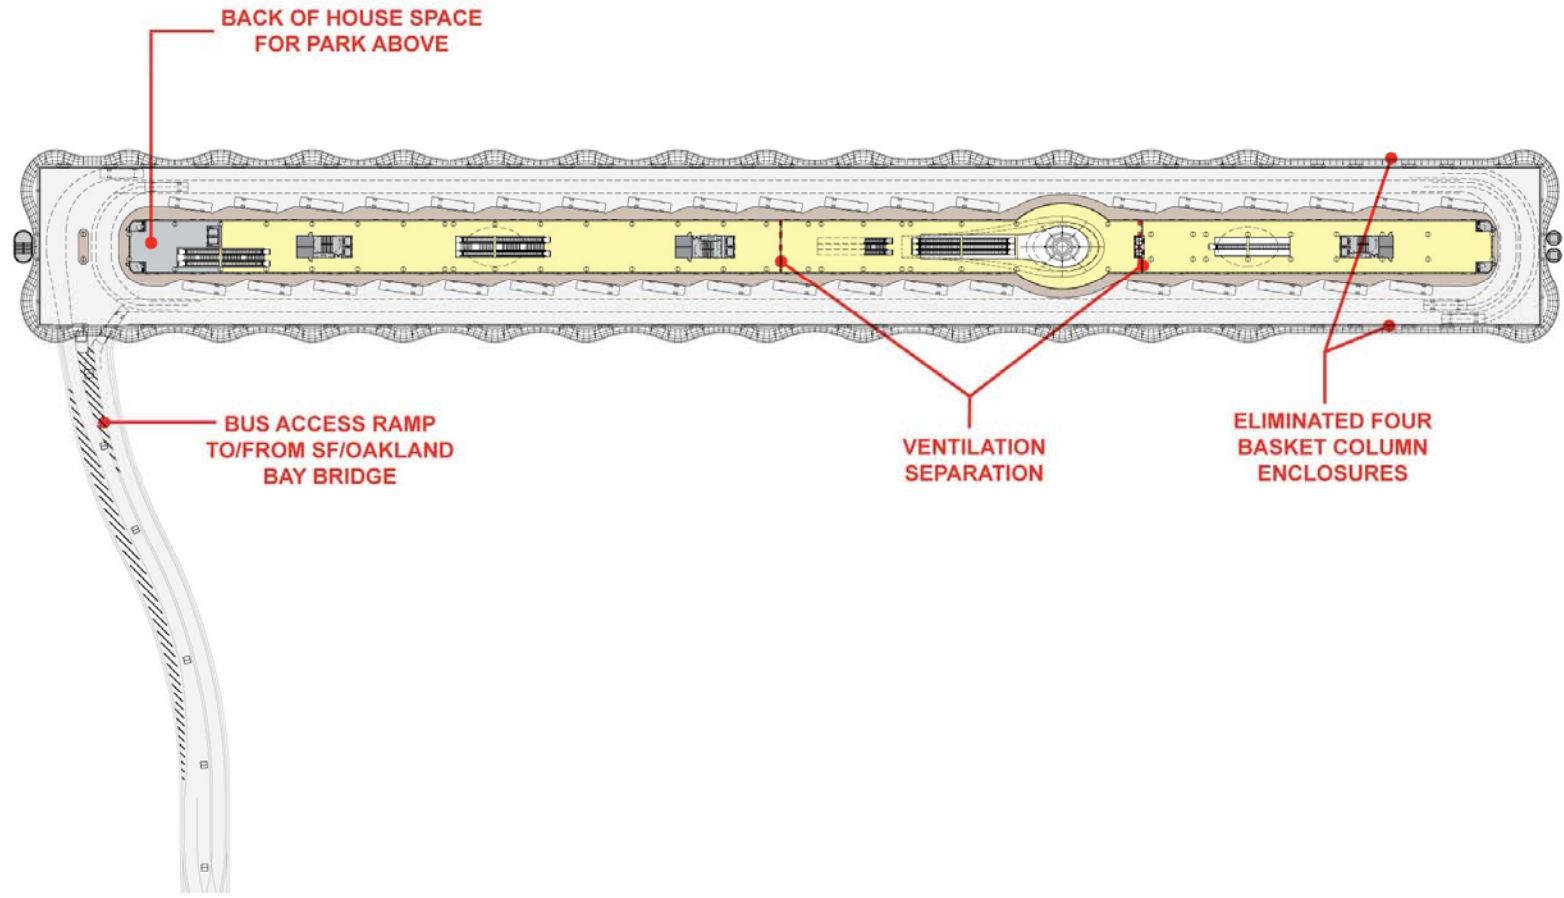 BACK OF HOUSE SPACE
FOR PARK ABOVE
BUS ACCESS RAMP
TO/FROM SF/OAKLAND
BAY BRIDGE
VENTILATION
SEPARATION
ELIMINATED FOUR
BASKET COLUMN
ENCLOSURES